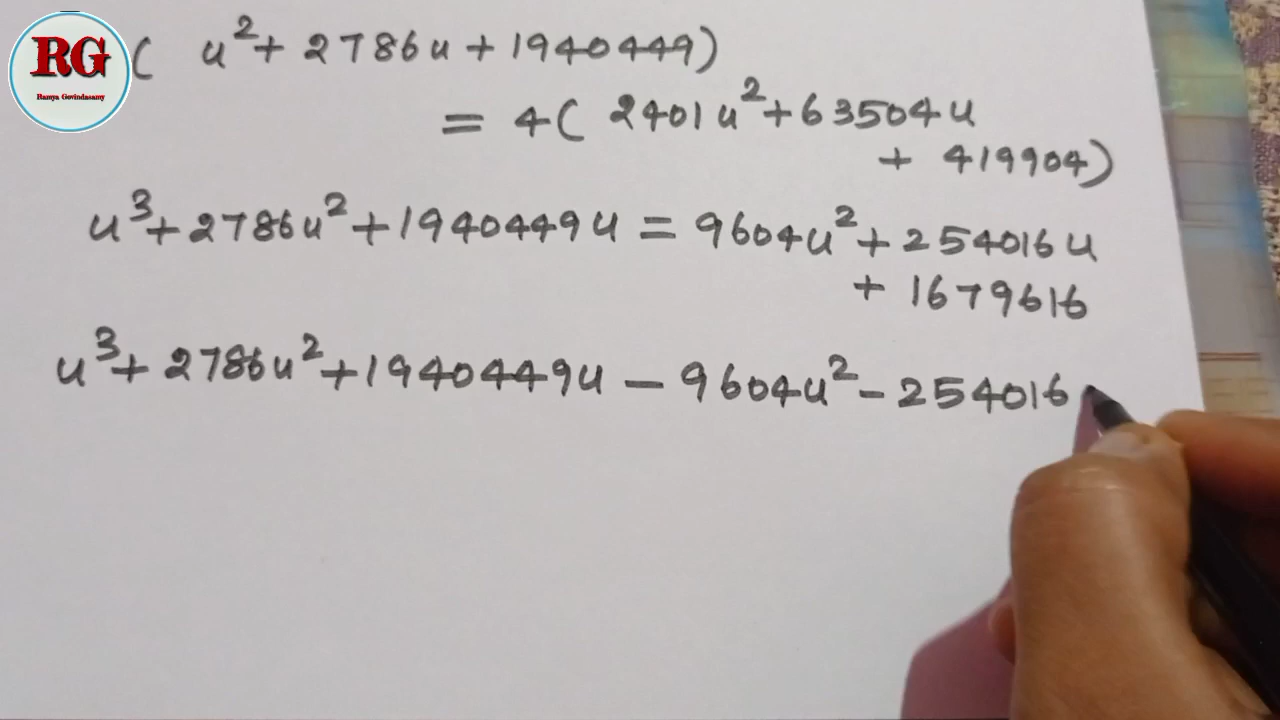 RG
Ramya Govindasamy
( u² + 2786u + 1940449)
= 4( 2401u² + 63504u
+ 419904)
u³ + 2786u² + 1940449u = 9604u² + 254016u
+ 1679616
u³ + 2786u² + 1940449u - 9604u² - 254016